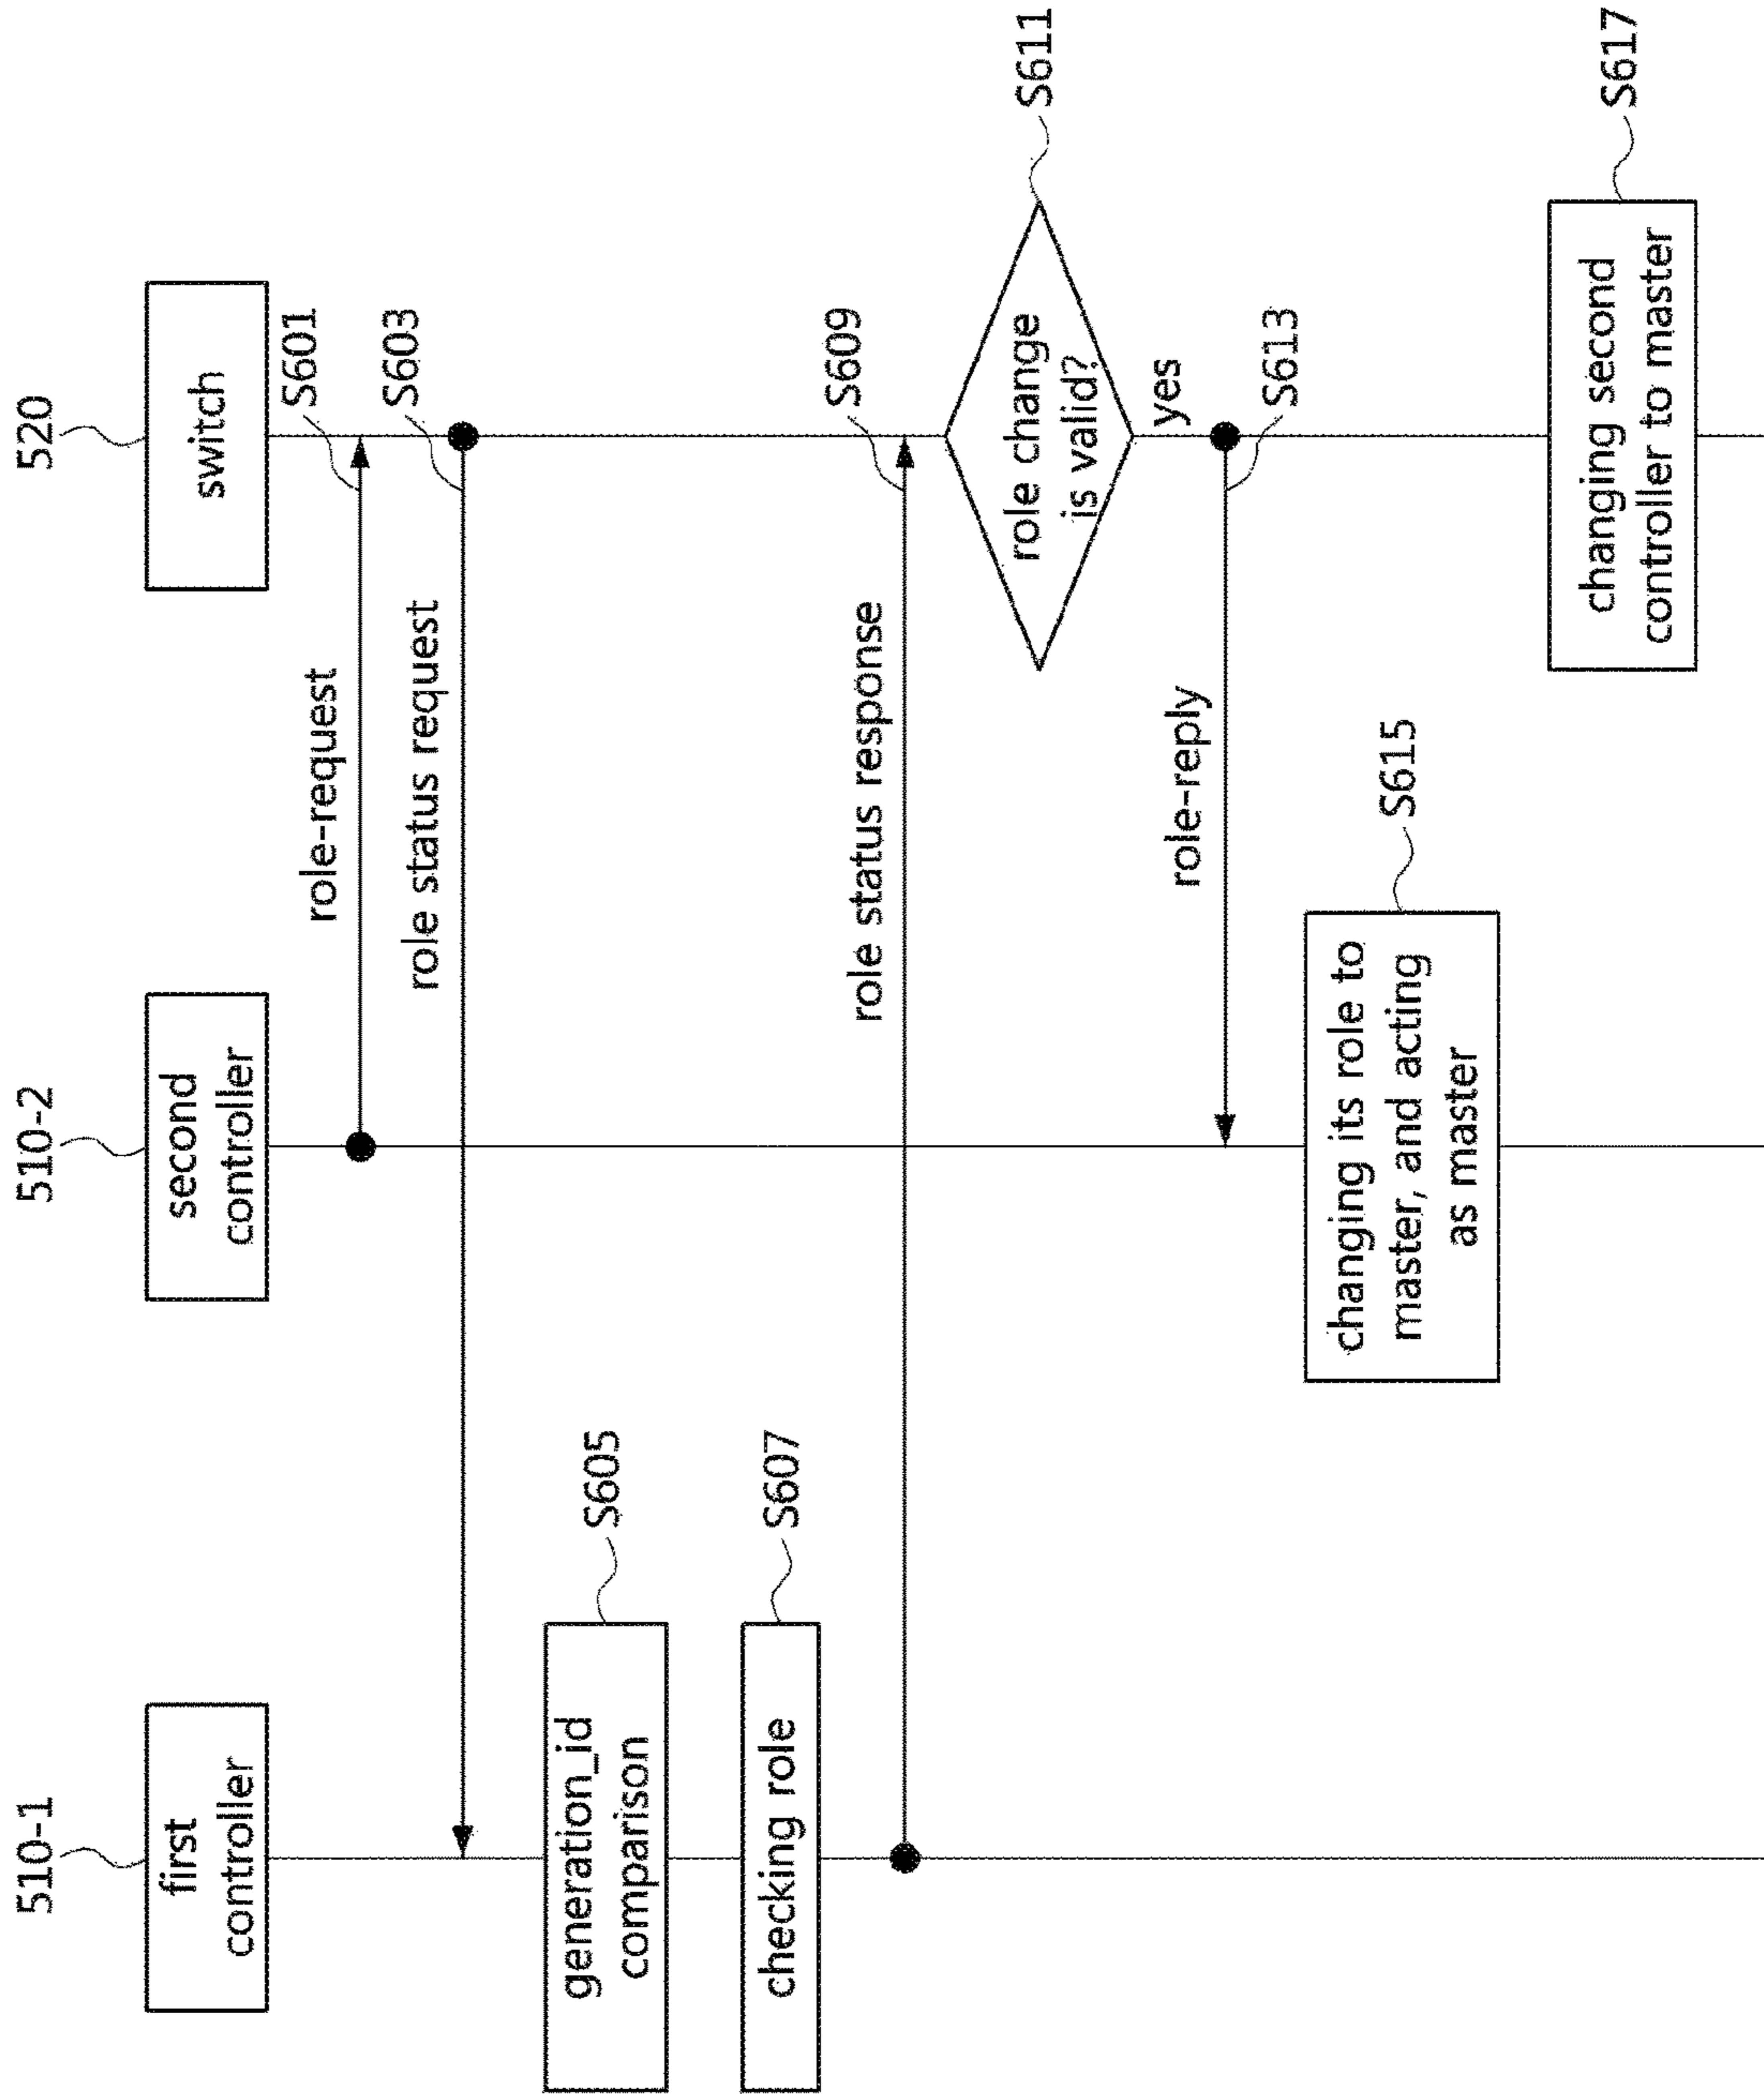 510-1
510-2
520
first
controller
second
controller
switch
S601
role-request
S603
role status request
generation_id
comparison
S605
checking role
S607
S609
role status response
role change
is valid?
S611
yes
role-reply
S613
changing its role to
master, and acting
as master
S615
changing second
controller to master
S617